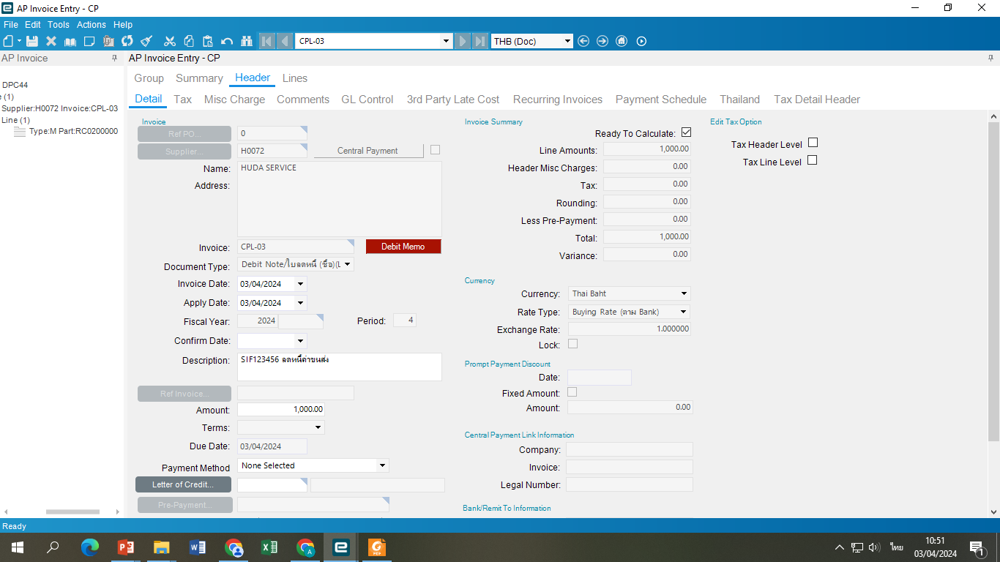 AP Invoice Entry - CP
File Edit Tools Actions Help
CPL-03
THB (Doc)
AP Invoice
AP Invoice Entry - CP
DPC44
(1)
Supplier:H0072 Invoice:CPL-03
Line (1)
Type:M Part:RC0200000
Group Summary Header Lines
Detail Tax Misc Charge Comments GL Control 3rd Party Late Cost Recurring Invoices Payment Schedule Thailand Tax Detail Header
Invoice
Ref PO... 0
Supplier... H0072 Central Payment
Name: HUDA SERVICE
Address:
Invoice: CPL-03 Debit Memo
Document Type: Debit Note/ใบลดหนี้ (ซื้อ)(L
Invoice Date: 03/04/2024
Apply Date: 03/04/2024
Fiscal Year: 2024 Period: 4
Confirm Date:
Description: SIF123456 ลดหนี้ค่าขนส่ง
Ref Invoice...
Amount: 1,000.00
Terms:
Due Date: 03/04/2024
Payment Method None Selected
Letter of Credit...
Pre-Payment...
Invoice Summary
Ready To Calculate:
Line Amounts: 1,000.00
Header Misc Charges: 0.00
Tax: 0.00
Rounding: 0.00
Less Pre-Payment: 0.00
Total: 1,000.00
Variance: 0.00
Currency
Currency: Thai Baht
Rate Type: Buying Rate (ตาม Bank)
Exchange Rate: 1.000000
Lock:
Prompt Payment Discount
Date:
Fixed Amount:
Amount: 0.00
Central Payment Link Information
Company:
Invoice:
Legal Number:
Bank/Remit To Information
Edit Tax Option
Tax Header Level
Tax Line Level
Ready
ไทย
10:51
03/04/2024
1